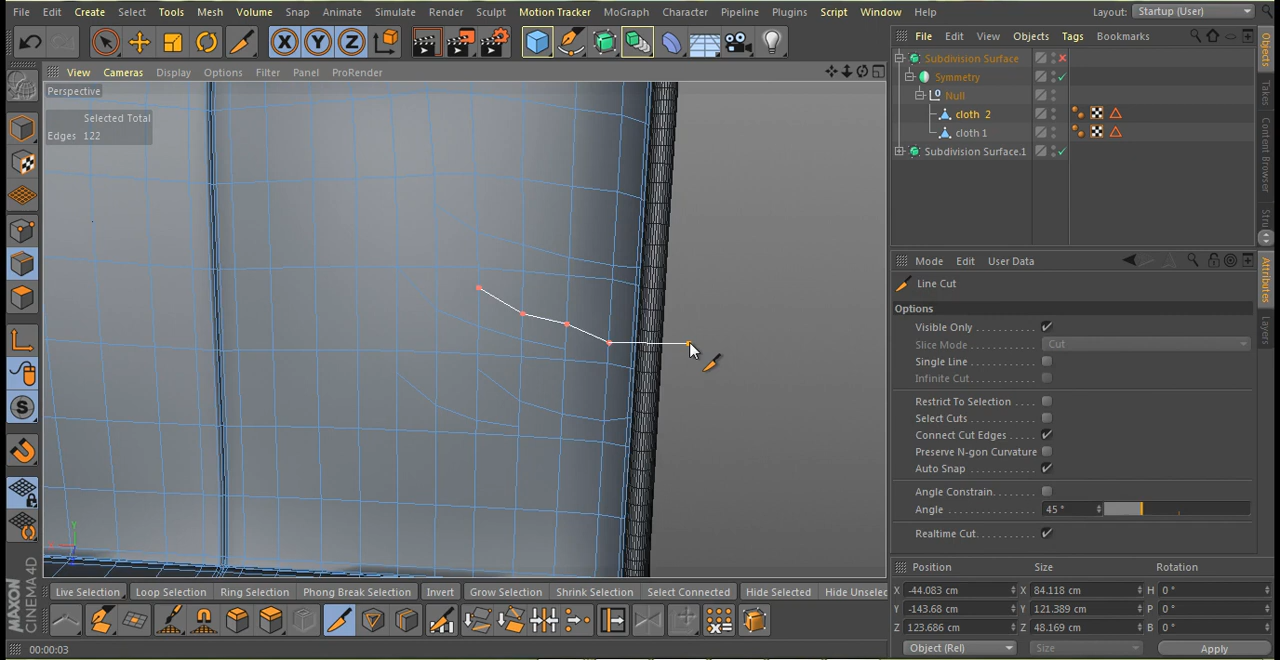 File Edit Create Select Tools Mesh Volume Snap Animate Simulate Render Sculpt Motion Tracker MoGraph Character Pipeline Plugins Script Window Help
Layout: Startup (User)
File Edit View Objects Tags Bookmarks
View Cameras Display Options Filter Panel ProRender
Perspective
Selected Total
Edges 122
Subdivision Surface
Symmetry
Null
cloth 2
cloth 1
Subdivision Surface.1
Objects
Takes
Content Browser
Stru
Attributes
Layers
Mode Edit User Data
Line Cut
Options
Visible Only
Slice Mode Cut
Single Line
Infinite Cut
Restrict To Selection
Select Cuts
Connect Cut Edges
Preserve N-gon Curvature
Auto Snap
Angle Constrain
Angle 45 °
Realtime Cut
Position Size Rotation
X -44.083 cm X 84.118 cm H 0 °
Y -143.68 cm Y 121.389 cm P 0 °
Z 123.686 cm Z 48.169 cm B 0 °
Object (Rel) Size Apply
Live Selection Loop Selection Ring Selection Phong Break Selection Invert Grow Selection Shrink Selection Select Connected Hide Selected Hide Unselec
MAXON
CINEMA 4D
00:00:03